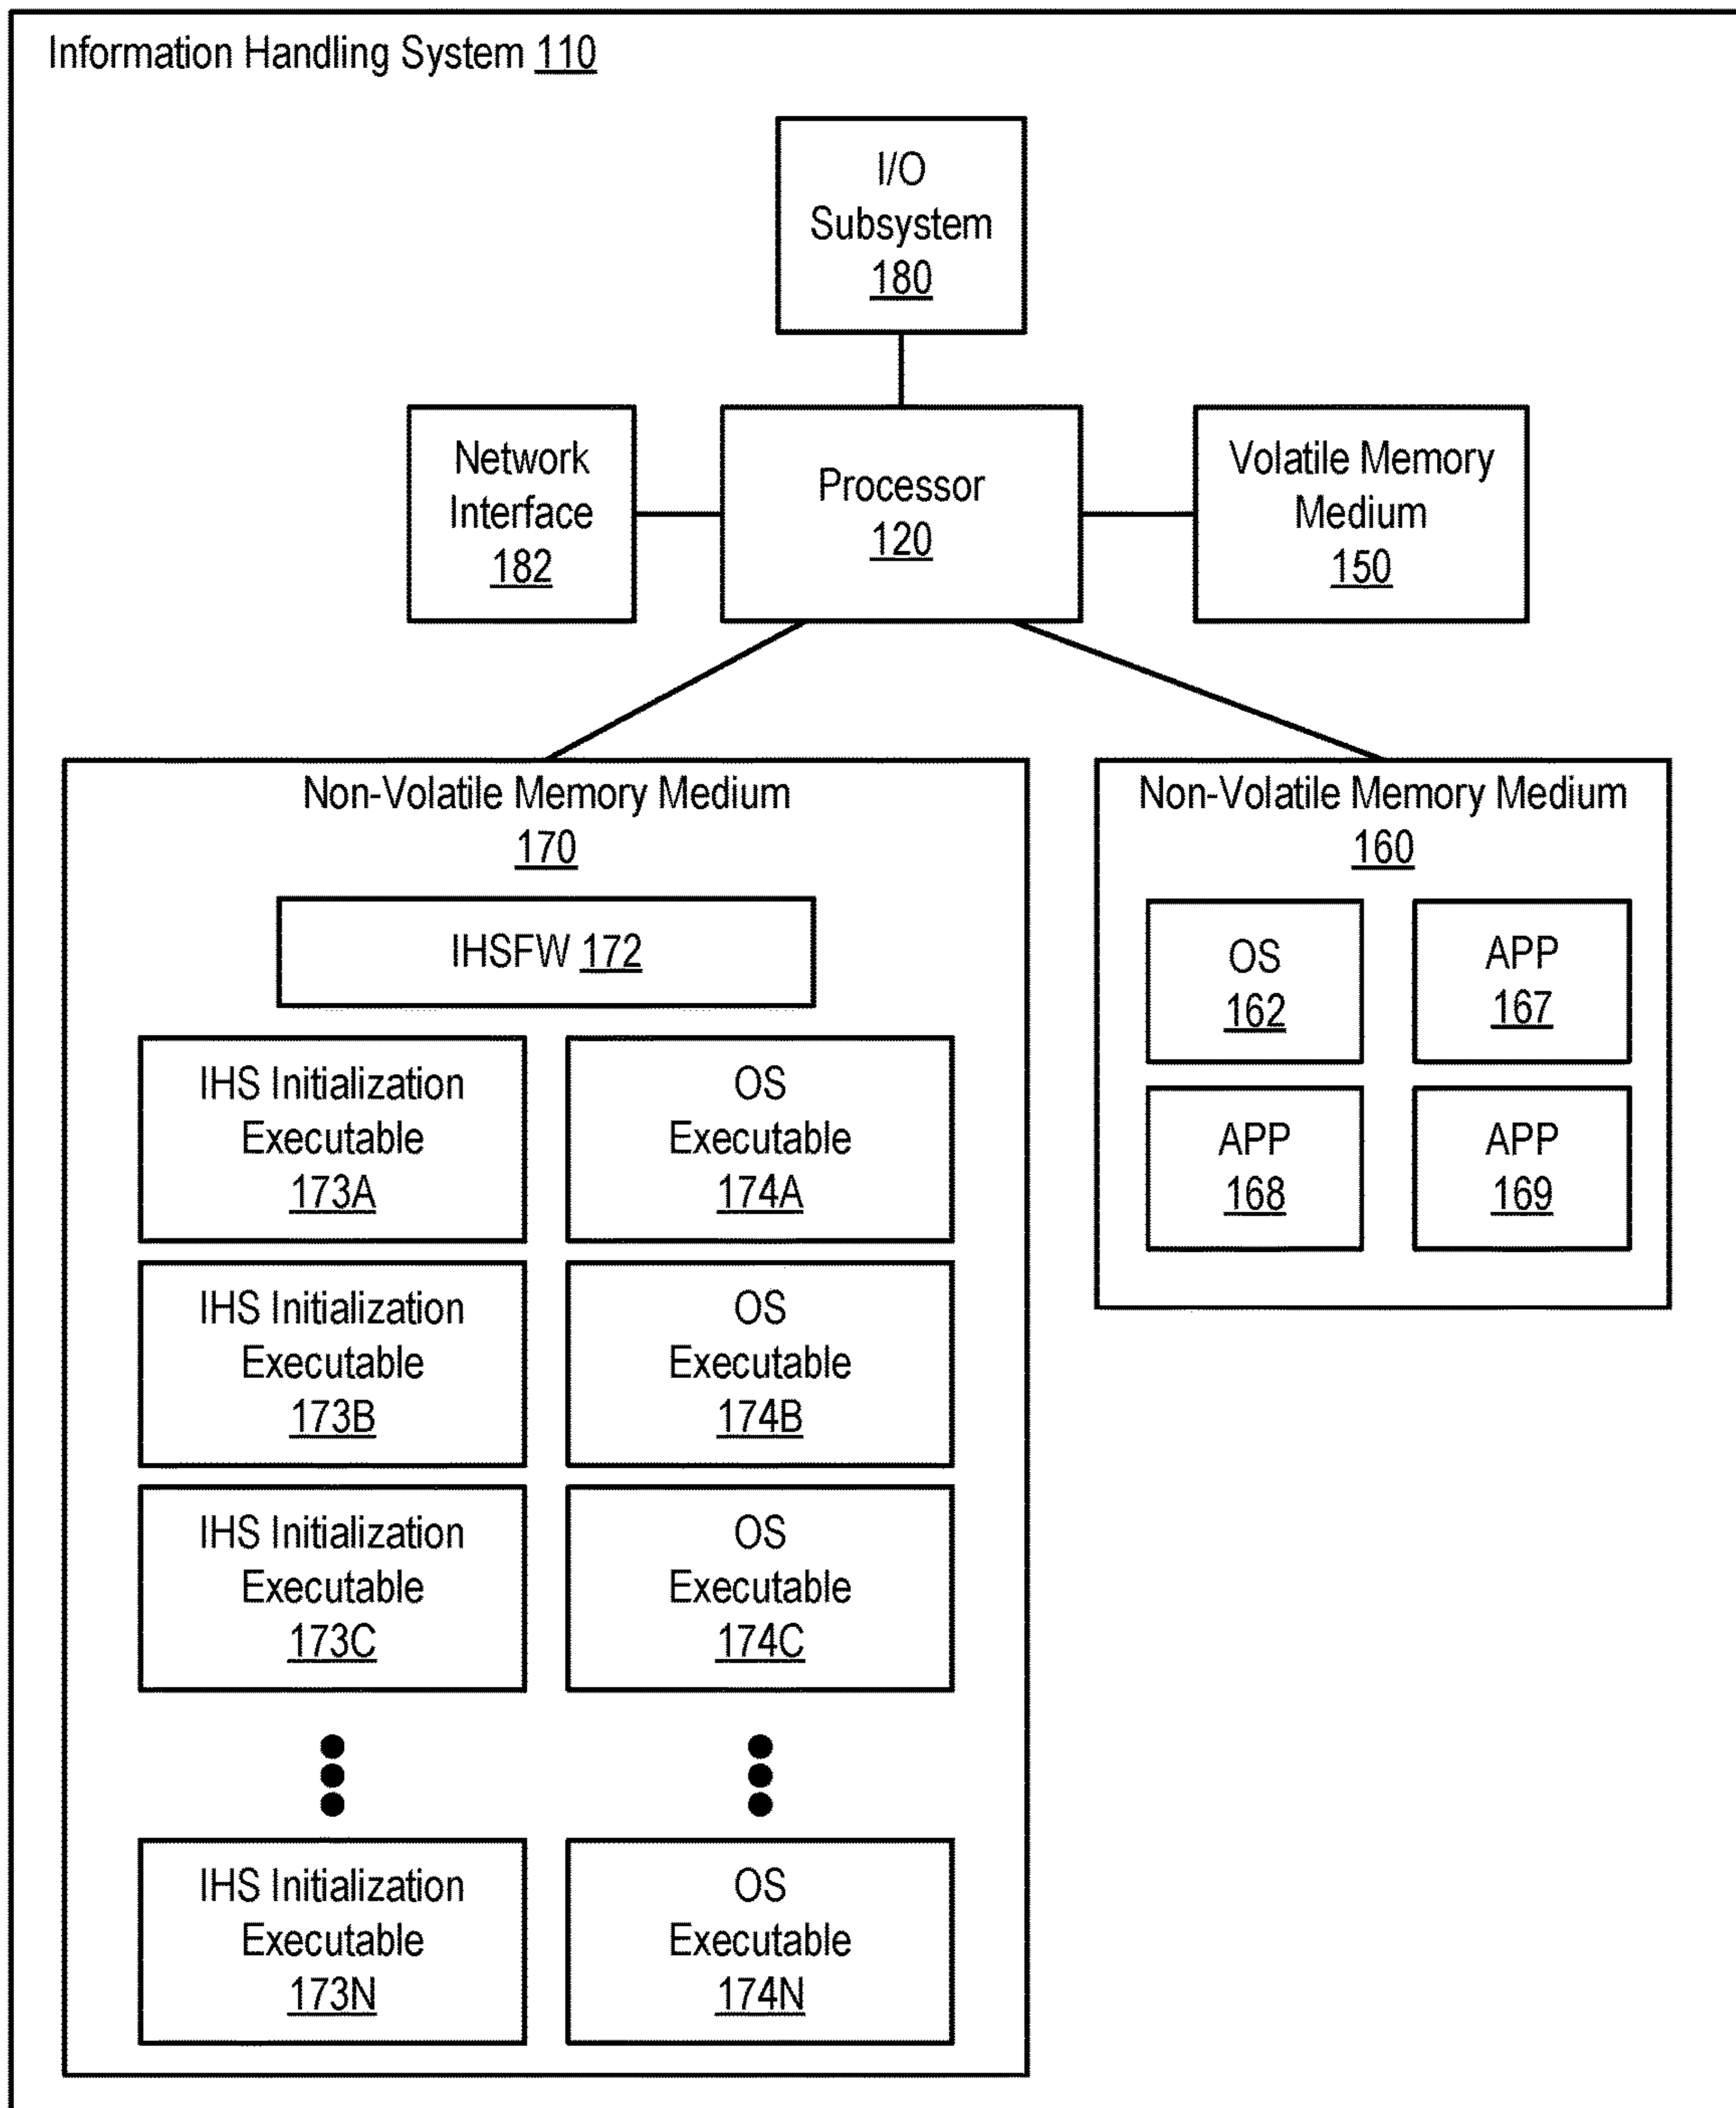 Information Handling System 110
I/O
Subsystem
180
Network
Interface
182
Processor
120
Volatile Memory
Medium
150
Non-Volatile Memory Medium
170
IHSFW 172
IHS Initialization
Executable
173A
OS
Executable
174A
IHS Initialization
Executable
173B
OS
Executable
174B
IHS Initialization
Executable
173C
OS
Executable
174C
IHS Initialization
Executable
173N
OS
Executable
174N
Non-Volatile Memory Medium
160
OS
162
APP
167
APP
168
APP
169